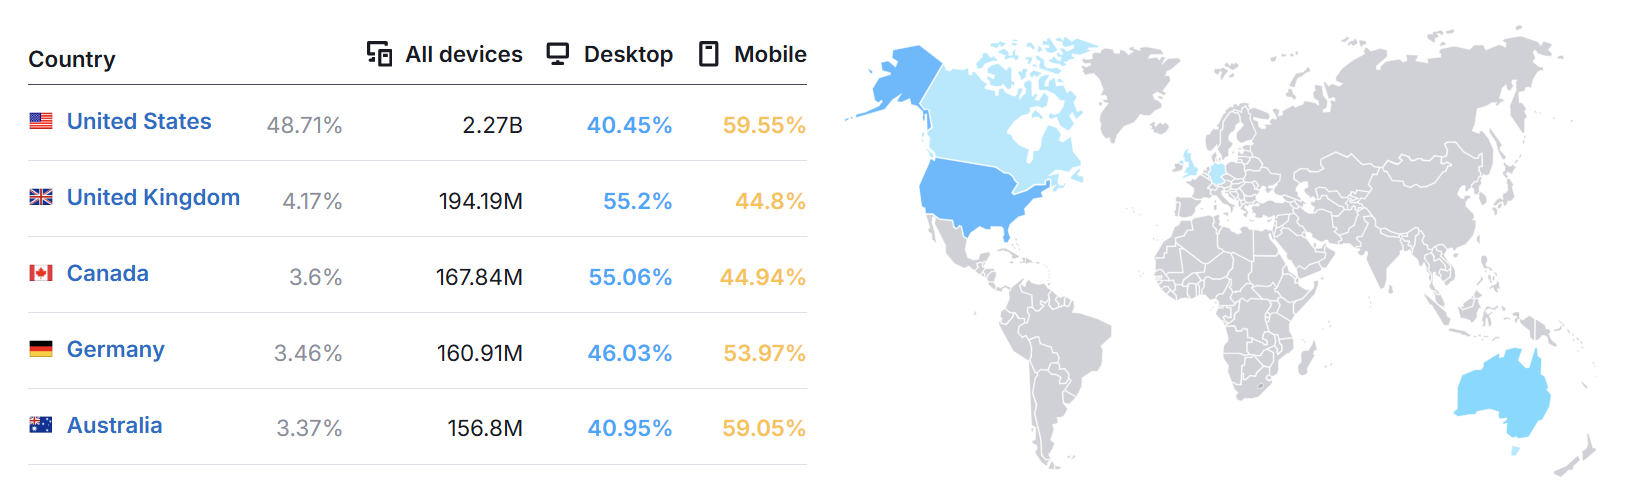 Country All devices Desktop Mobile
United States 48.71% 2.27B 40.45% 59.55%
United Kingdom 4.17% 194.19M 55.2% 44.8%
Canada 3.6% 167.84M 55.06% 44.94%
Germany 3.46% 160.91M 46.03% 53.97%
Australia 3.37% 156.8M 40.95% 59.05%